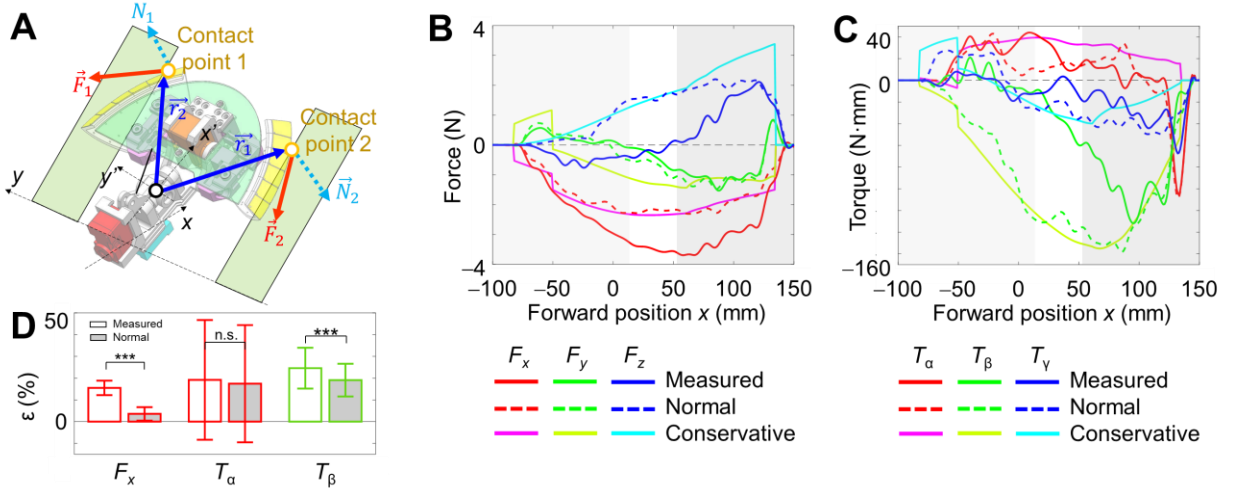 A
N₁
Contact
point 1
F₁
r₂
x'
r₁
Contact
point 2
y'
y
x
N₂
F₂
B
4
0
−4
Force (N)
−100
−50
0
50
100
150
Forward position x (mm)
Fx
Fy
Fz
Measured
Normal
Conservative
C
40
0
−160
Torque (N·mm)
−100
−50
0
50
100
150
Forward position x (mm)
Tα
Tβ
Tγ
Measured
Normal
Conservative
D
50
0
ε (%)
Measured
Normal
***
n.s.
***
Fx
Tα
Tβ